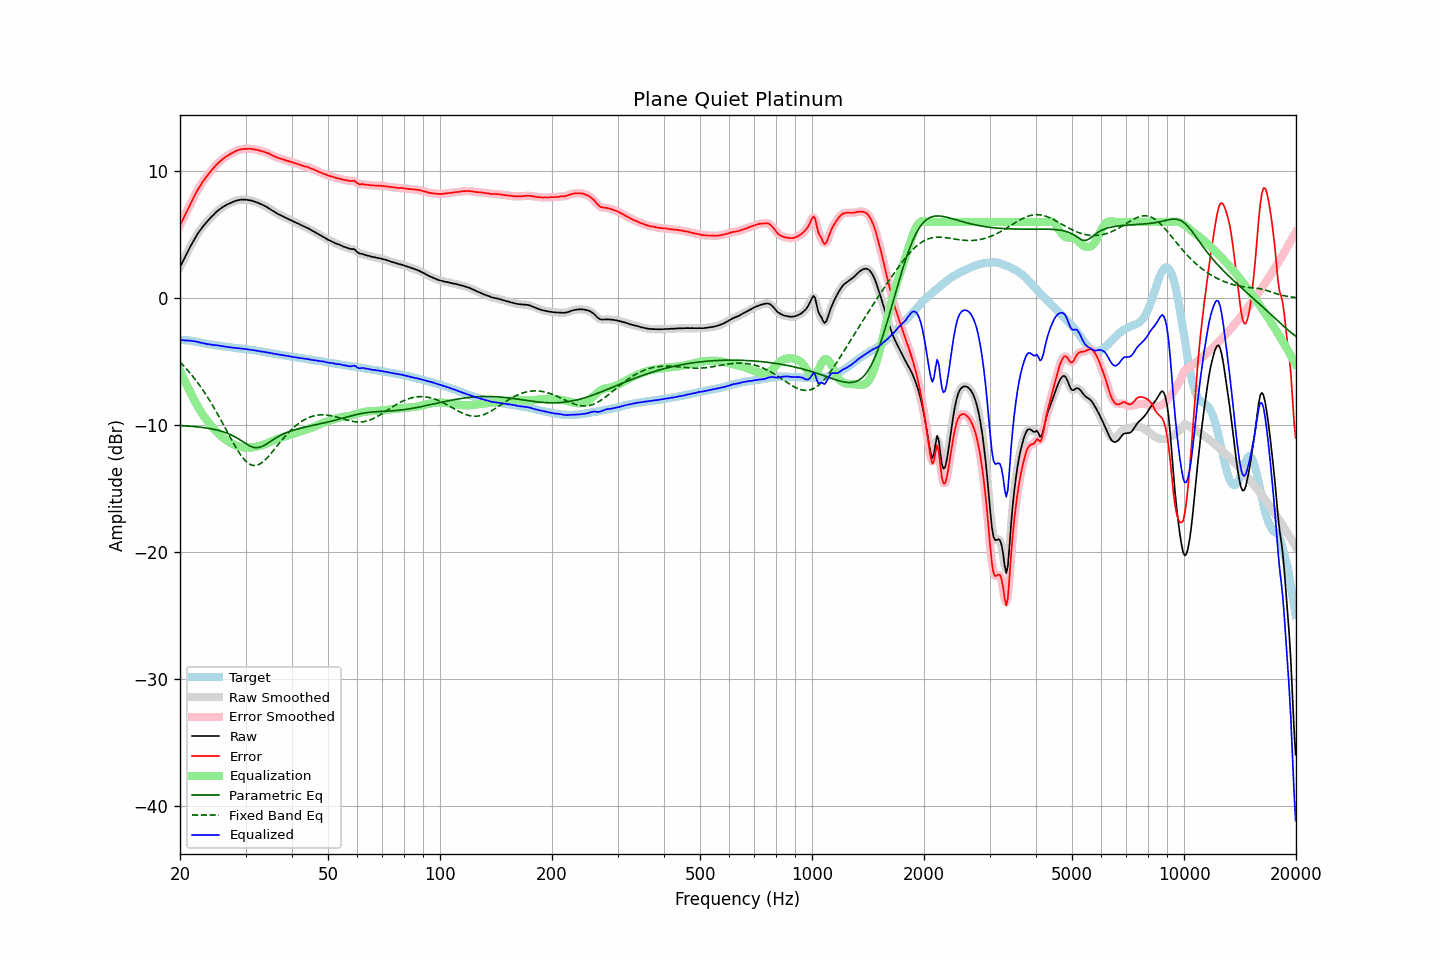 Plane Quiet Platinum
10
0
−10
−20
−30
−40
Amplitude (dBr)
Target
Raw Smoothed
Error Smoothed
Raw
Error
Equalization
Parametric Eq
Fixed Band Eq
Equalized
20 50 100 200 500 1000 2000 5000 10000 20000
Frequency (Hz)